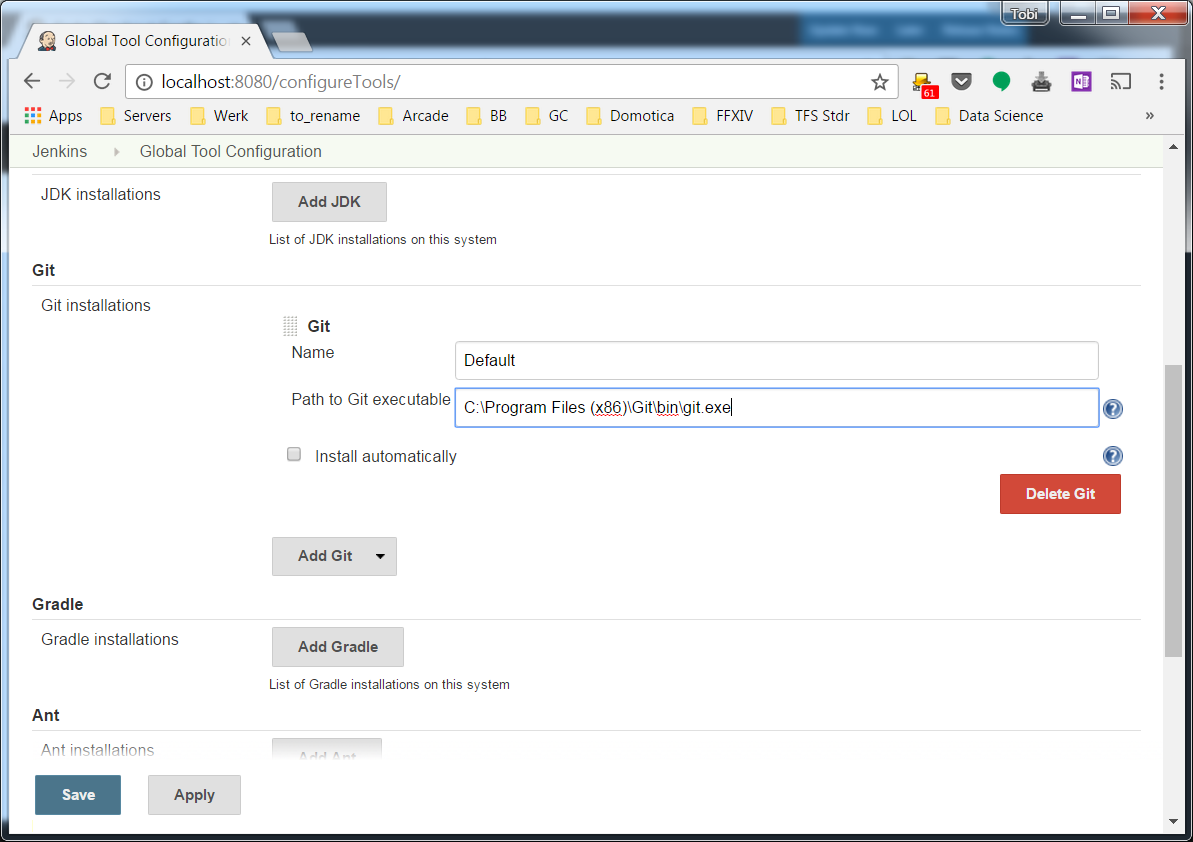 Tobi
Global Tool Configuratio
localhost:8080/configureTools/
61
N
Apps Servers Werk to_rename Arcade BB GC Domotica FFXIV TFS Stdr LOL Data Science »
Jenkins Global Tool Configuration
JDK installations Add JDK
List of JDK installations on this system
Git
Git installations
Git
Name Default
Path to Git executable C:\Program Files (x86)\Git\bin\git.exe ?
Install automatically ?
Delete Git
Add Git
Gradle
Gradle installations Add Gradle
List of Gradle installations on this system
Ant
Ant installations Add Ant
Save Apply